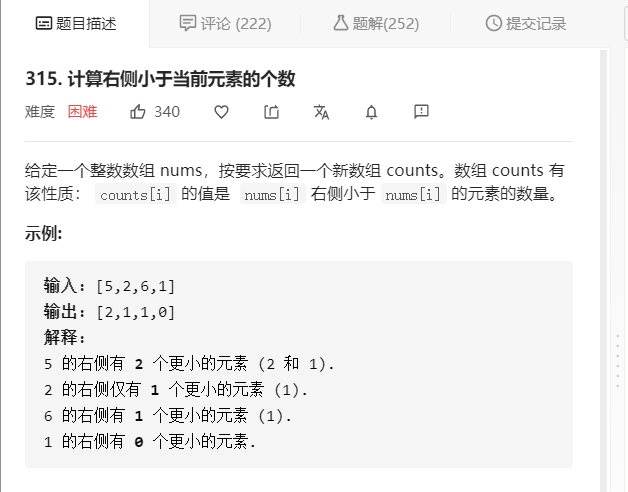 题目描述 评论 (222) 题解(252) 提交记录
315. 计算右侧小于当前元素的个数
难度 困难 340
给定一个整数数组 nums，按要求返回一个新数组 counts。数组 counts 有
该性质： counts[i] 的值是 nums[i] 右侧小于 nums[i] 的元素的数量。
示例:
输入：[5,2,6,1]
输出：[2,1,1,0]
解释：
5 的右侧有 2 个更小的元素 (2 和 1).
2 的右侧仅有 1 个更小的元素 (1).
6 的右侧有 1 个更小的元素 (1).
1 的右侧有 0 个更小的元素.